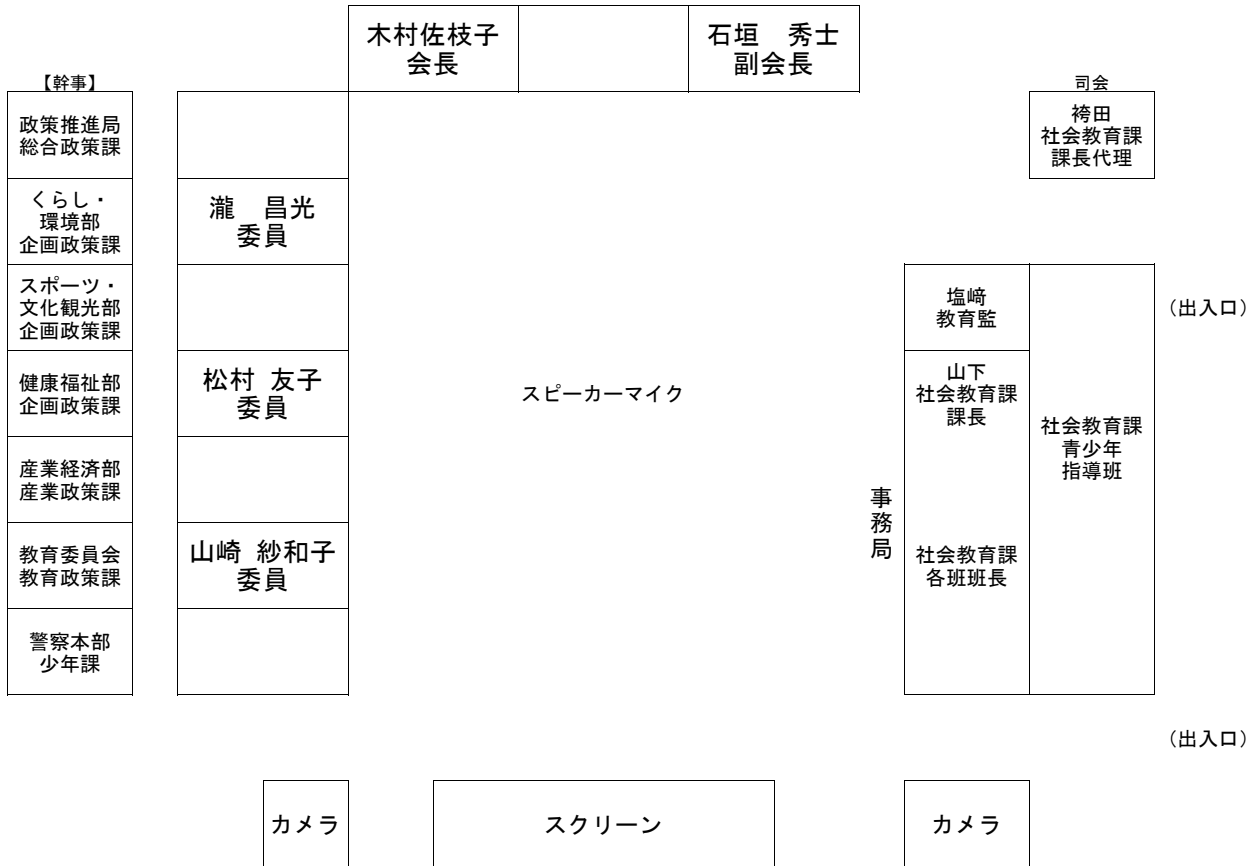 木村佐枝子
会長
石垣　秀士
副会長
【幹事】
司会
政策推進局
総合政策課
袴田
社会教育課
課長代理
くらし・
環境部
企画政策課
瀧　昌光
委員
スポーツ・
文化観光部
企画政策課
塩﨑
教育監
（出入口）
健康福祉部
企画政策課
松村 友子
委員
スピーカーマイク
山下
社会教育課
課長
社会教育課
青少年
指導班
産業経済部
産業政策課
事務局
教育委員会
教育政策課
山崎 紗和子
委員
社会教育課
各班班長
警察本部
少年課
（出入口）
カメラ
スクリーン
カメラ